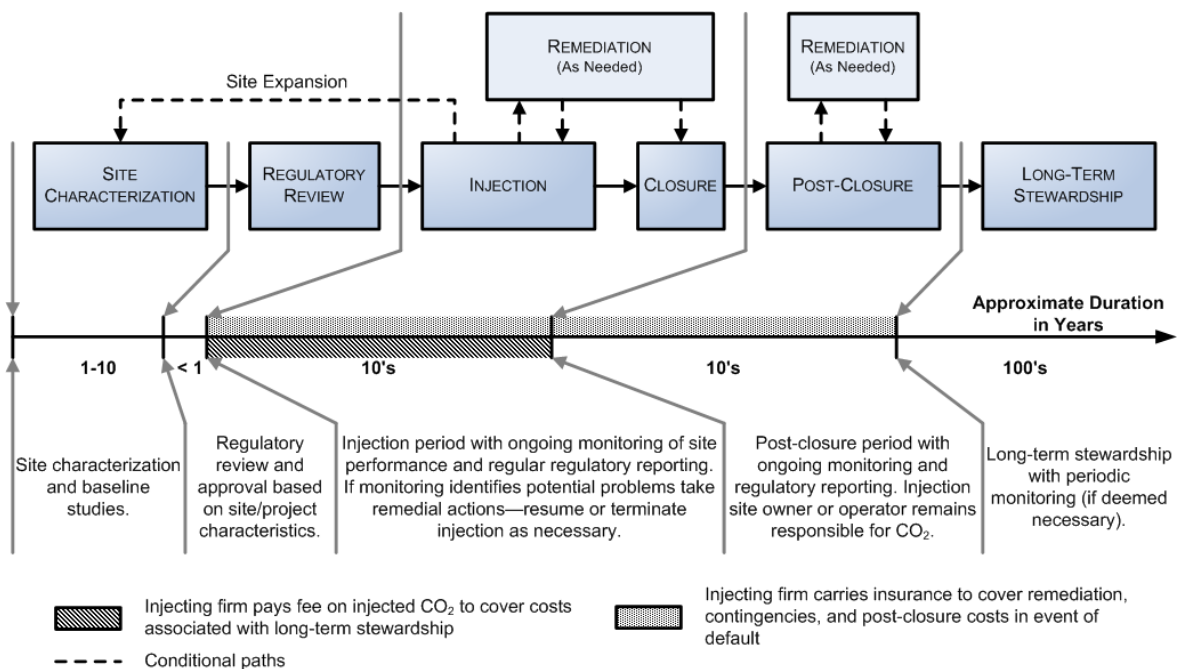 REMEDIATION
(As Needed)
REMEDIATION
(As Needed)
Site Expansion
SITE
CHARACTERIZATION
REGULATORY
REVIEW
INJECTION
CLOSURE
POST-CLOSURE
LONG-TERM
STEWARDSHIP
Approximate Duration
in Years
1-10
< 1
10's
10's
100's
Site characterization
and baseline
studies.
Regulatory
review and
approval based
on site/project
characteristics.
Injection period with ongoing monitoring of site
performance and regular regulatory reporting.
If monitoring identifies potential problems take
remedial actions—resume or terminate
injection as necessary.
Post-closure period with
ongoing monitoring and
regulatory reporting. Injection
site owner or operator remains
responsible for CO₂.
Long-term stewardship
with periodic
monitoring (if deemed
necessary).
Injecting firm pays fee on injected CO₂ to cover costs
associated with long-term stewardship
Injecting firm carries insurance to cover remediation,
contingencies, and post-closure costs in event of
default
Conditional paths